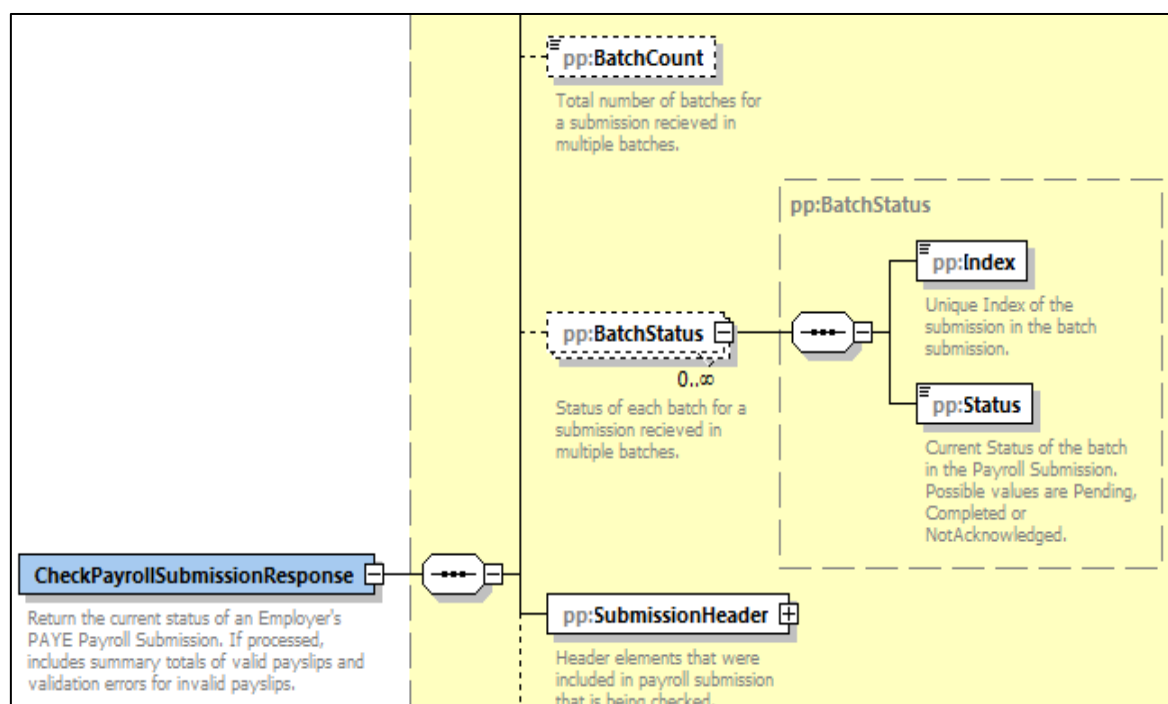 pp:BatchCount
Total number of batches for
a submission recieved in
multiple batches.
pp:BatchStatus
pp:Index
Unique Index of the
submission in the batch
submission.
pp:BatchStatus
0..∞
Status of each batch for a
submission recieved in
multiple batches.
pp:Status
Current Status of the batch
in the Payroll Submission.
Possible values are Pending,
Completed or
NotAcknowledged.
CheckPayrollSubmissionResponse
Return the current status of an Employer's
PAYE Payroll Submission. If processed,
includes summary totals of valid payslips and
validation errors for invalid payslips.
pp:SubmissionHeader
Header elements that were
included in payroll submission
that is being checked.